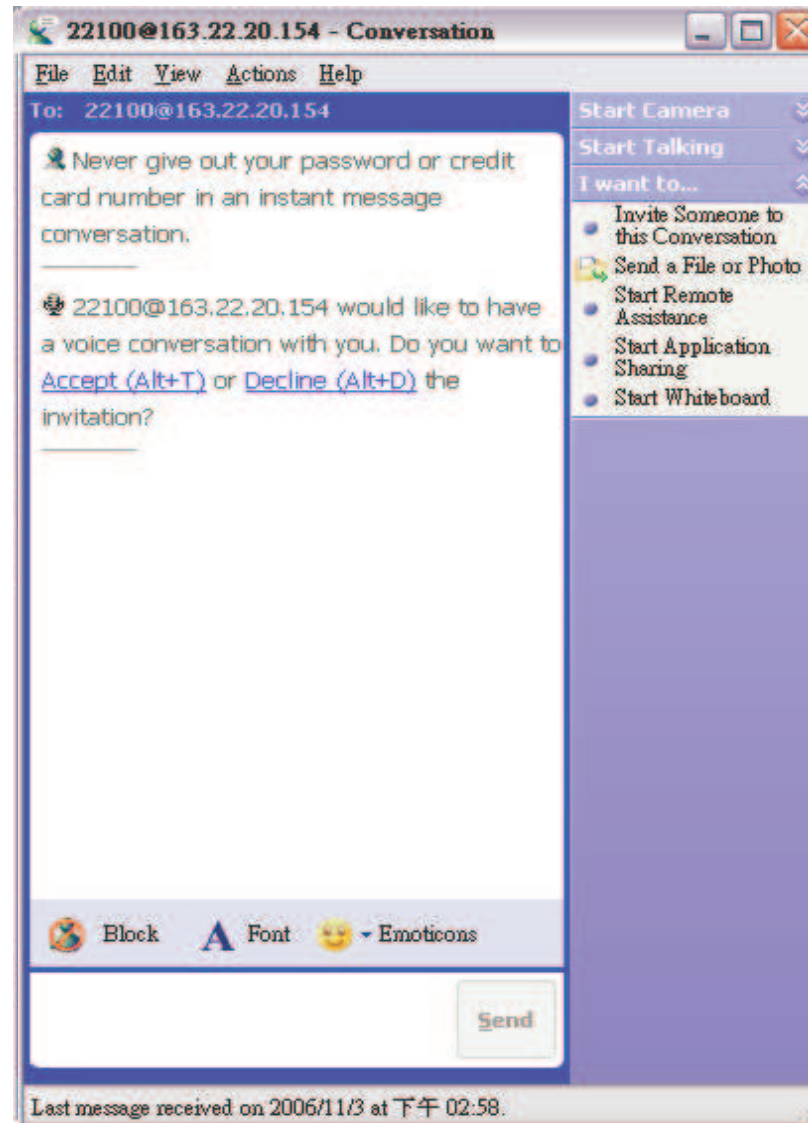 22100@163.22.20.154 - Conversation
File Edit View Actions Help
To: 22100@163.22.20.154
Never give out your password or credit
card number in an instant message
conversation.
22100@163.22.20.154 would like to have
a voice conversation with you. Do you want to
Accept (Alt+T) or Decline (Alt+D) the
invitation?
Start Camera
Start Talking
I want to...
Invite Someone to
this Conversation
Send a File or Photo
Start Remote
Assistance
Start Application
Sharing
Start Whiteboard
Block Font Emoticons
Send
Last message received on 2006/11/3 at 下午 02:58.